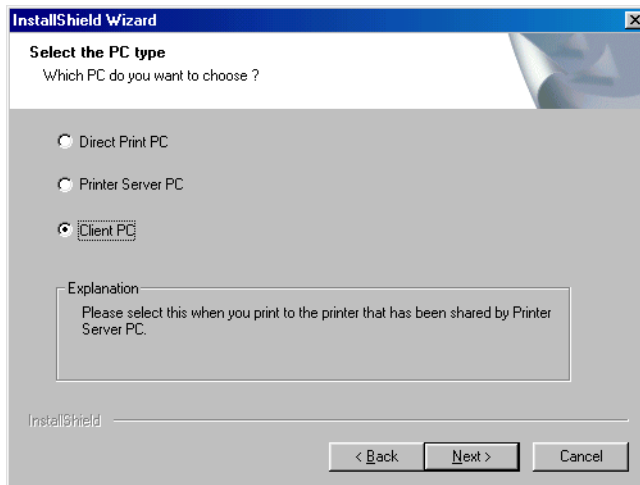 InstallShield Wizard
Select the PC type
Which PC do you want to choose ?
Direct Print PC
Printer Server PC
Client PC
Explanation
Please select this when you print to the printer that has been shared by Printer
Server PC.
InstallShield
< Back Next > Cancel